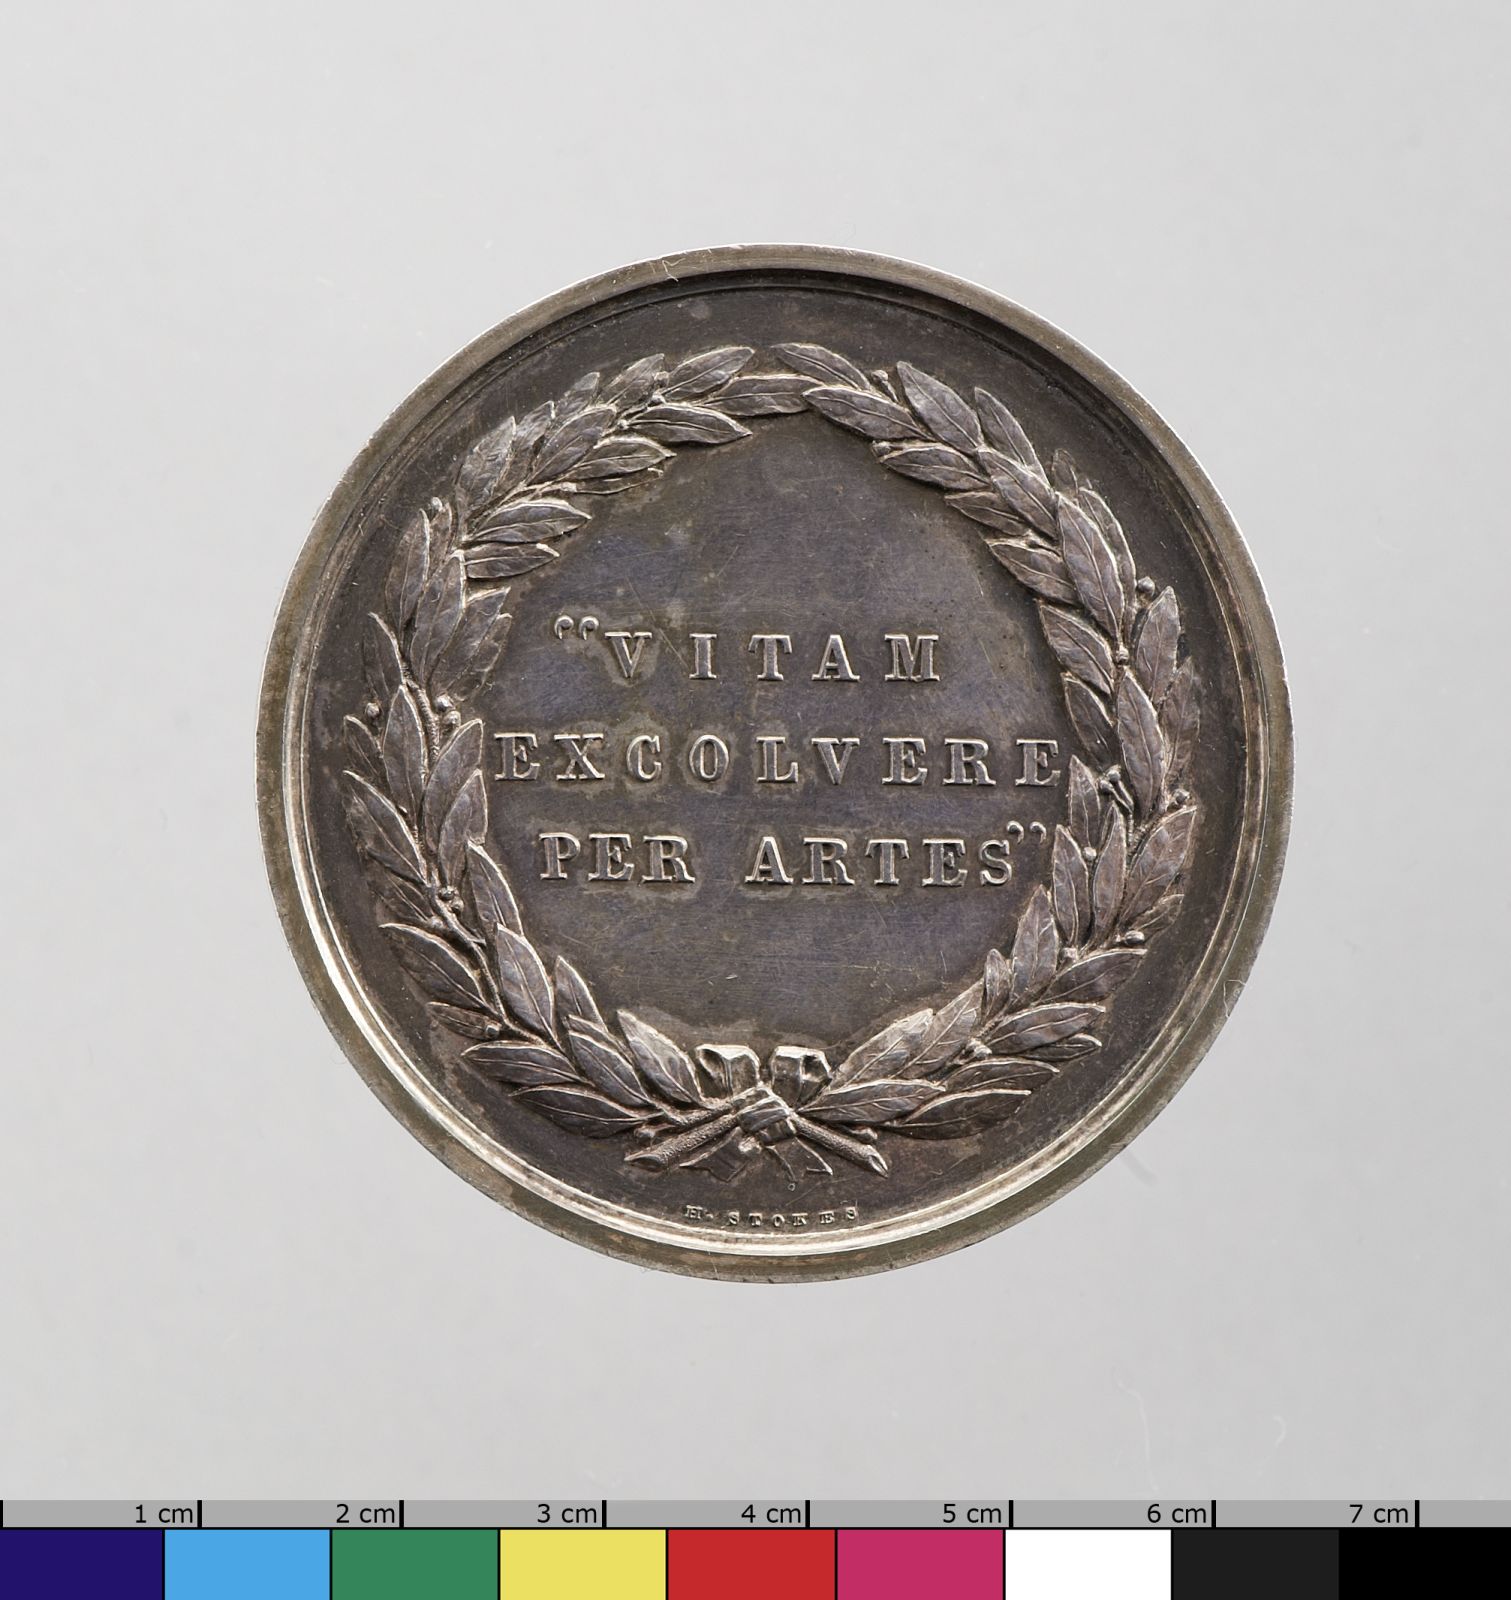 “VITAM
EXCOLVERE
PER ARTES”
H. STOKES
1 cm 2 cm 3 cm 4 cm 5 cm 6 cm 7 cm